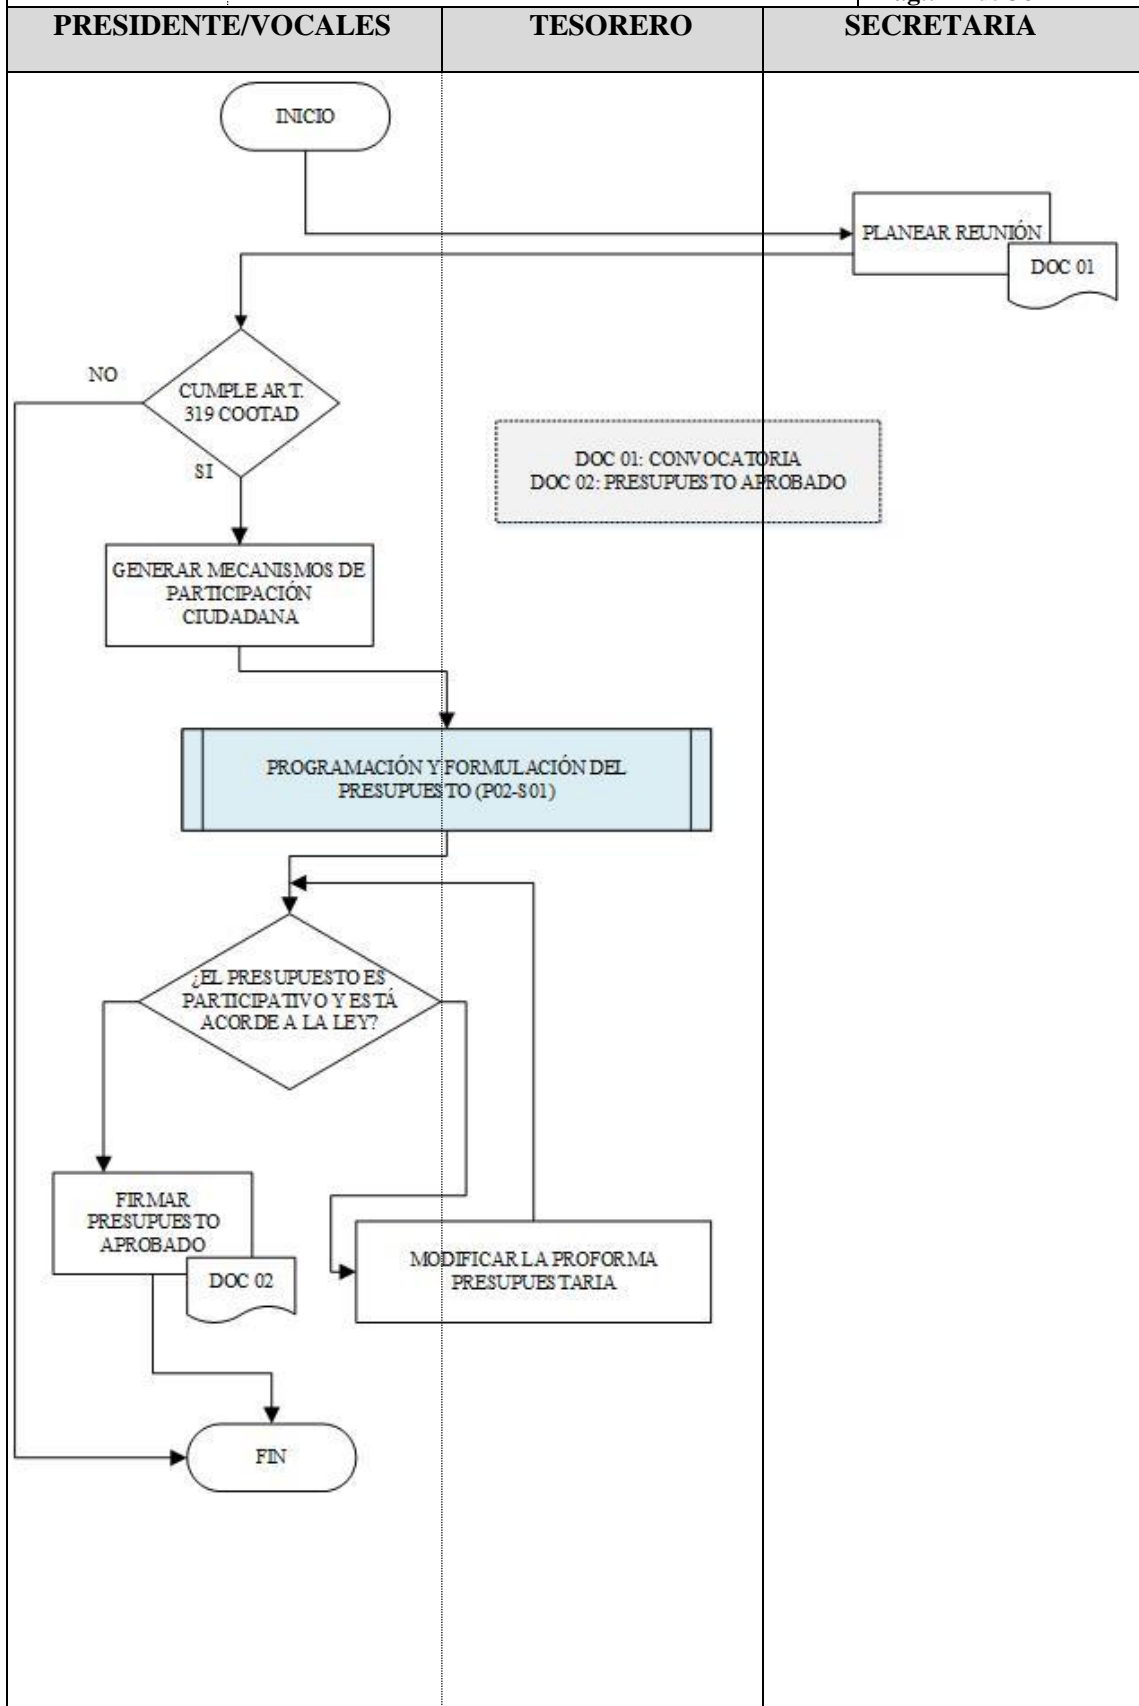 PRESIDENTE/VOCALES
TESORERO
SECRETARIA
INICIO
PLANEAR REUNIÓN
DOC 01
NO
CUMPLE ART.
319 COOTAD
SI
DOC 01: CONVOCATORIA
DOC 02: PRESUPUESTO APROBADO
GENERAR MECANISMOS DE
PARTICIPACIÓN
CIUDADANA
PROGRAMACIÓN Y FORMULACIÓN DEL
PRESUPUESTO (P02-S01)
¿EL PRESUPUESTO ES
PARTICIPATIVO Y ESTÁ
ACORDE A LA LEY?
FIRMAR
PRESUPUESTO
APROBADO
DOC 02
MODIFICAR LA PROFORMA
PRESUPUESTARIA
FIN